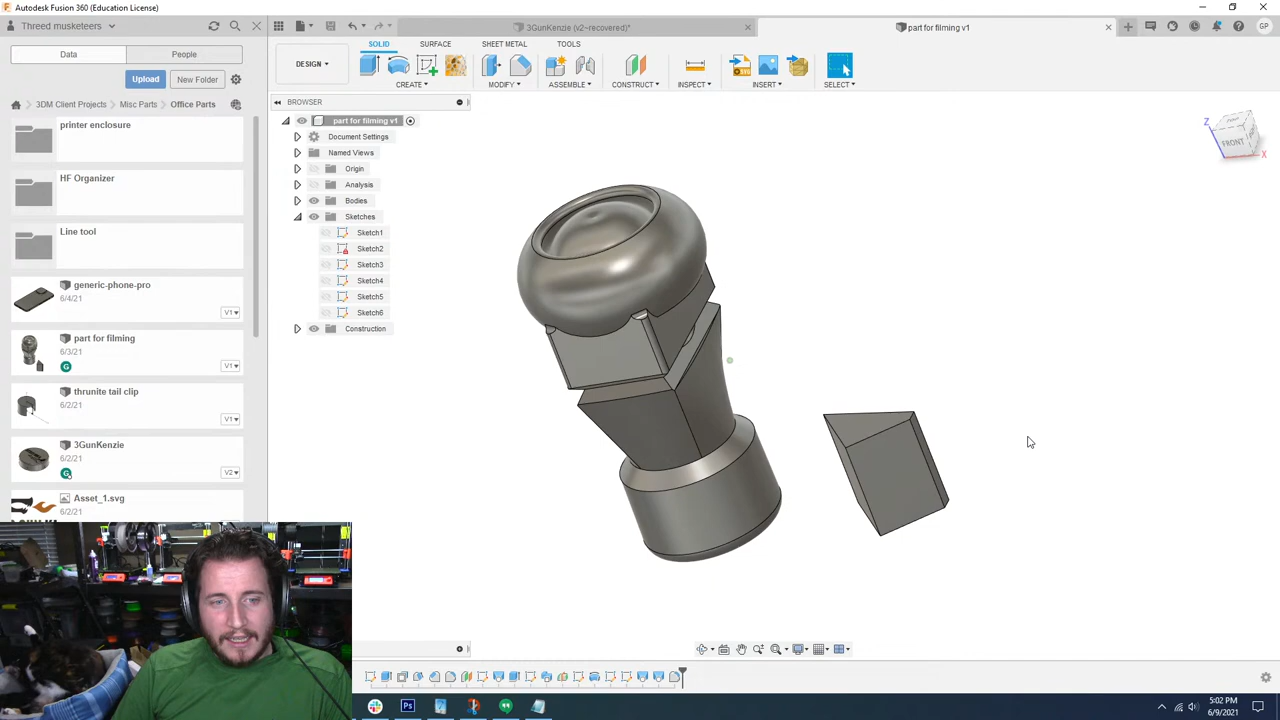 Autodesk Fusion 360 (Education License)
Threed musketeers
3GunKenzie (v2~recovered)*
part for filming v1
GP
Data
People
Upload
New Folder
3DM Client Projects
Misc Parts
Office Parts
DESIGN
SOLID
SURFACE
SHEET METAL
TOOLS
CREATE
MODIFY
ASSEMBLE
CONSTRUCT
INSPECT
INSERT
SELECT
BROWSER
part for filming v1
Document Settings
Named Views
Origin
Analysis
Bodies
Sketches
Sketch1
Sketch2
Sketch3
Sketch4
Sketch5
Sketch6
Construction
printer enclosure
HF Organizer
Line tool
generic-phone-pro
6/4/21
V1
part for filming
6/3/21
G
V1
thrunite tail clip
6/2/21
V1
3GunKenzie
6/2/21
G
V2
Asset_1.svg
6/2/21
Z
FRONT
X
Ps
5:02 PM
6/9/2021